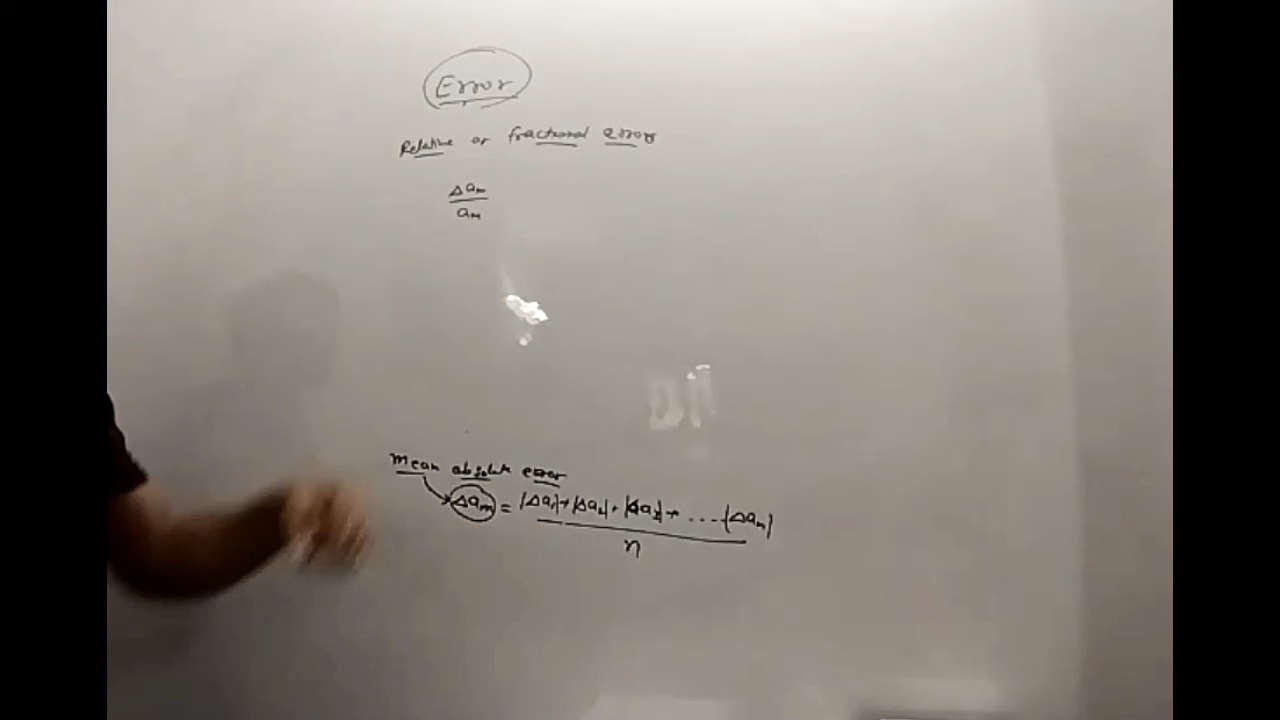 Error
Relative or fractional error
Δam
am
mean absolute error
Δam = |Δa1|+|Δa2|+|Δa3|+ ...-|Δan|
n